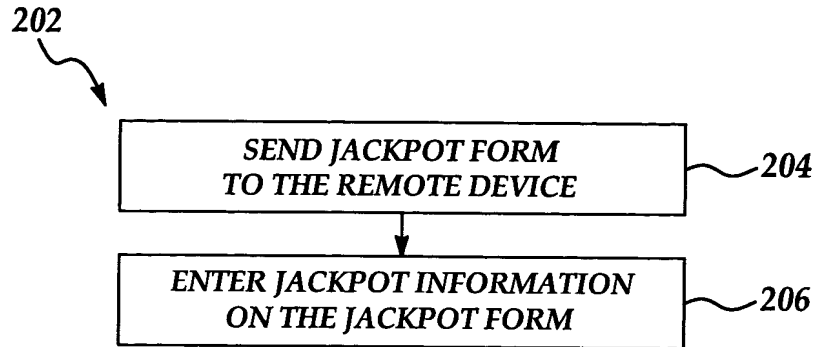 202
SEND JACKPOT FORM
TO THE REMOTE DEVICE
204
ENTER JACKPOT INFORMATION
ON THE JACKPOT FORM
206